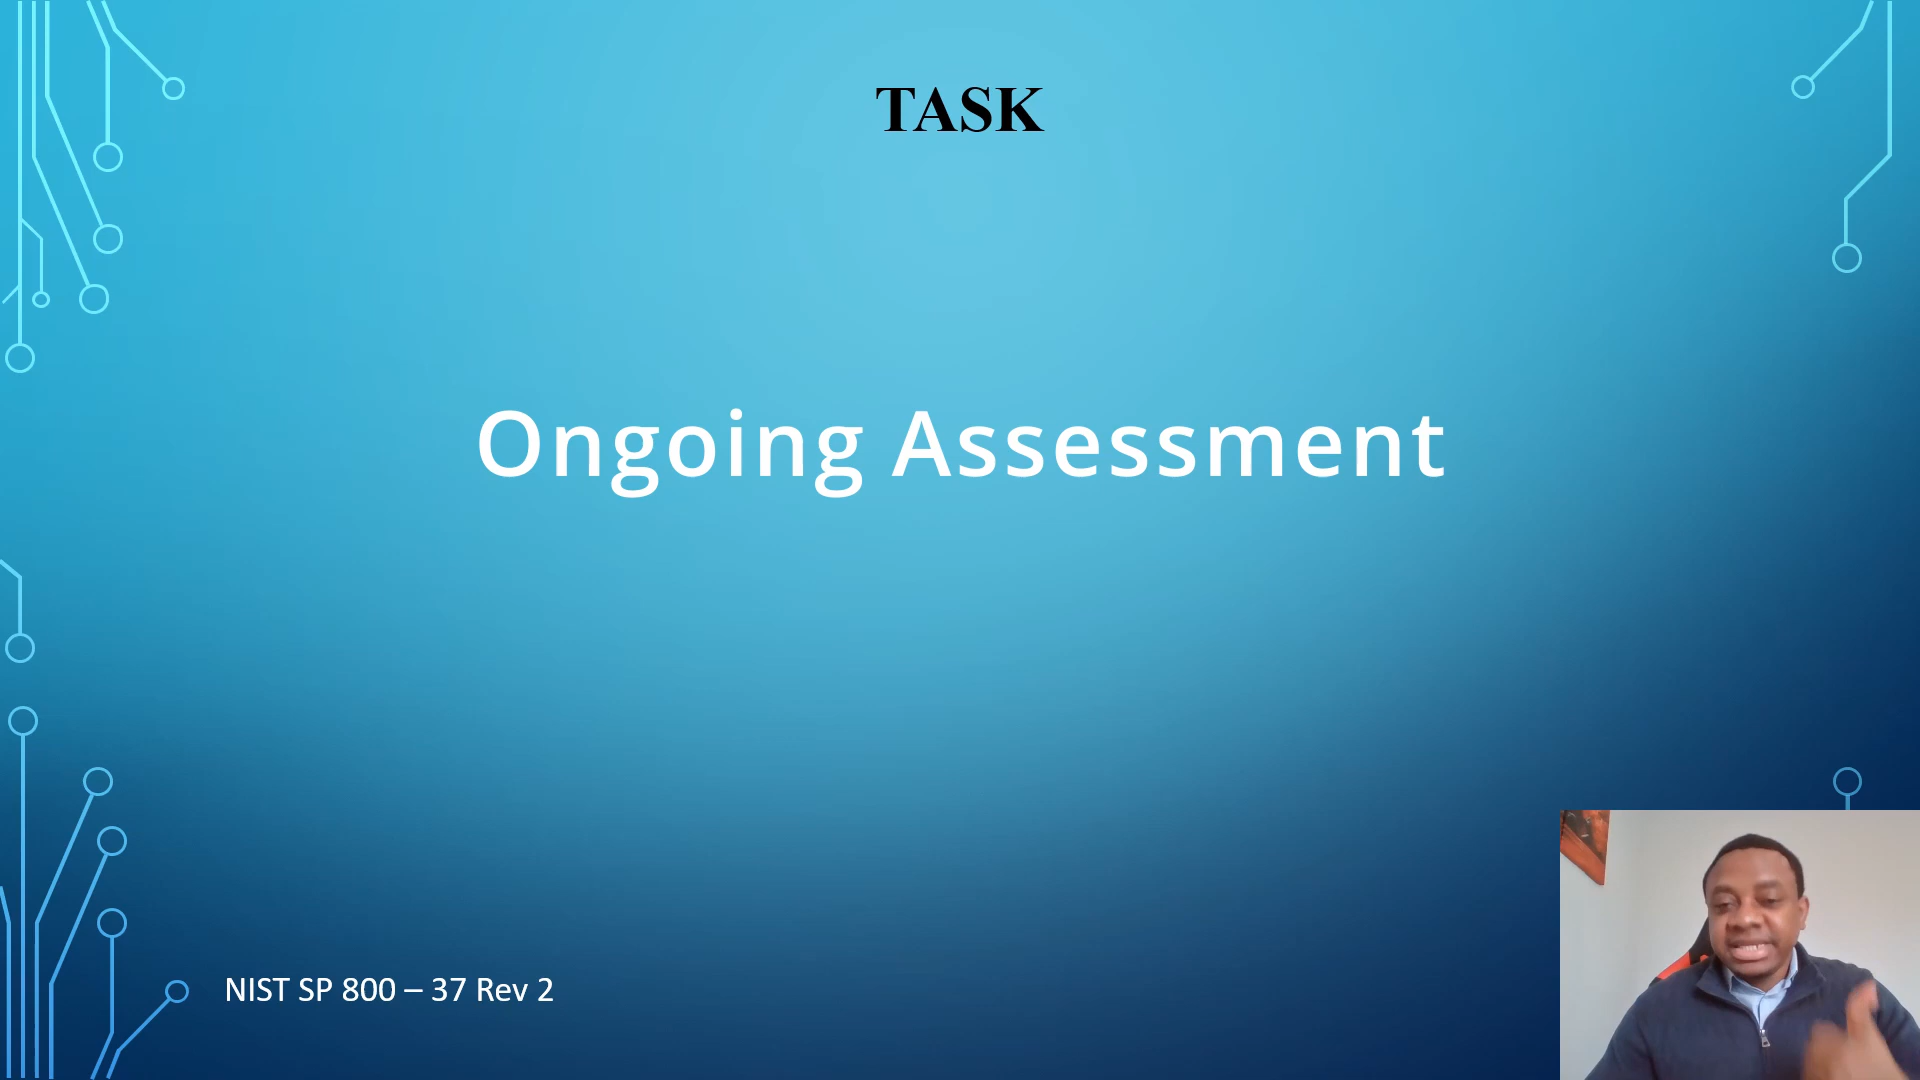 TASK
Ongoing Assessment
NIST SP 800 – 37 Rev 2